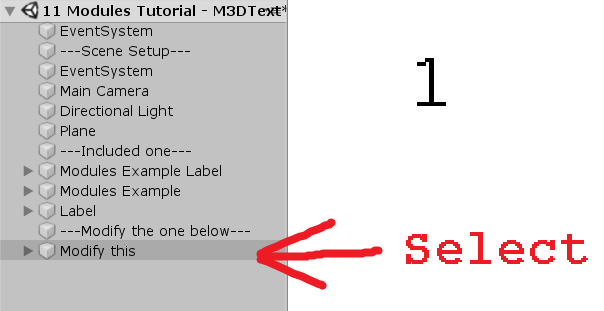 11 Modules Tutorial - M3DText*
EventSystem
---Scene Setup---
EventSystem
Main Camera
Directional Light
Plane
---Included one---
Modules Example Label
Modules Example
Label
---Modify the one below---
Modify this
1
Select